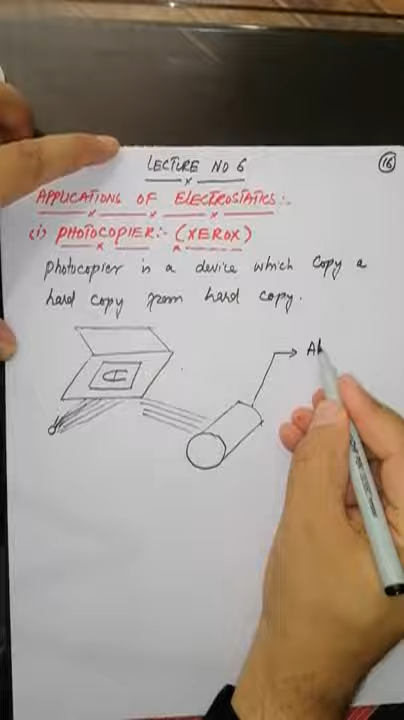 LECTURE NO 6
16
APPLICATIONS OF ELECTROSTATICS:-
(i) PHOTOCOPIER:- (XEROX)
photocopier is a device which copy a
hard copy from hard copy.
Al